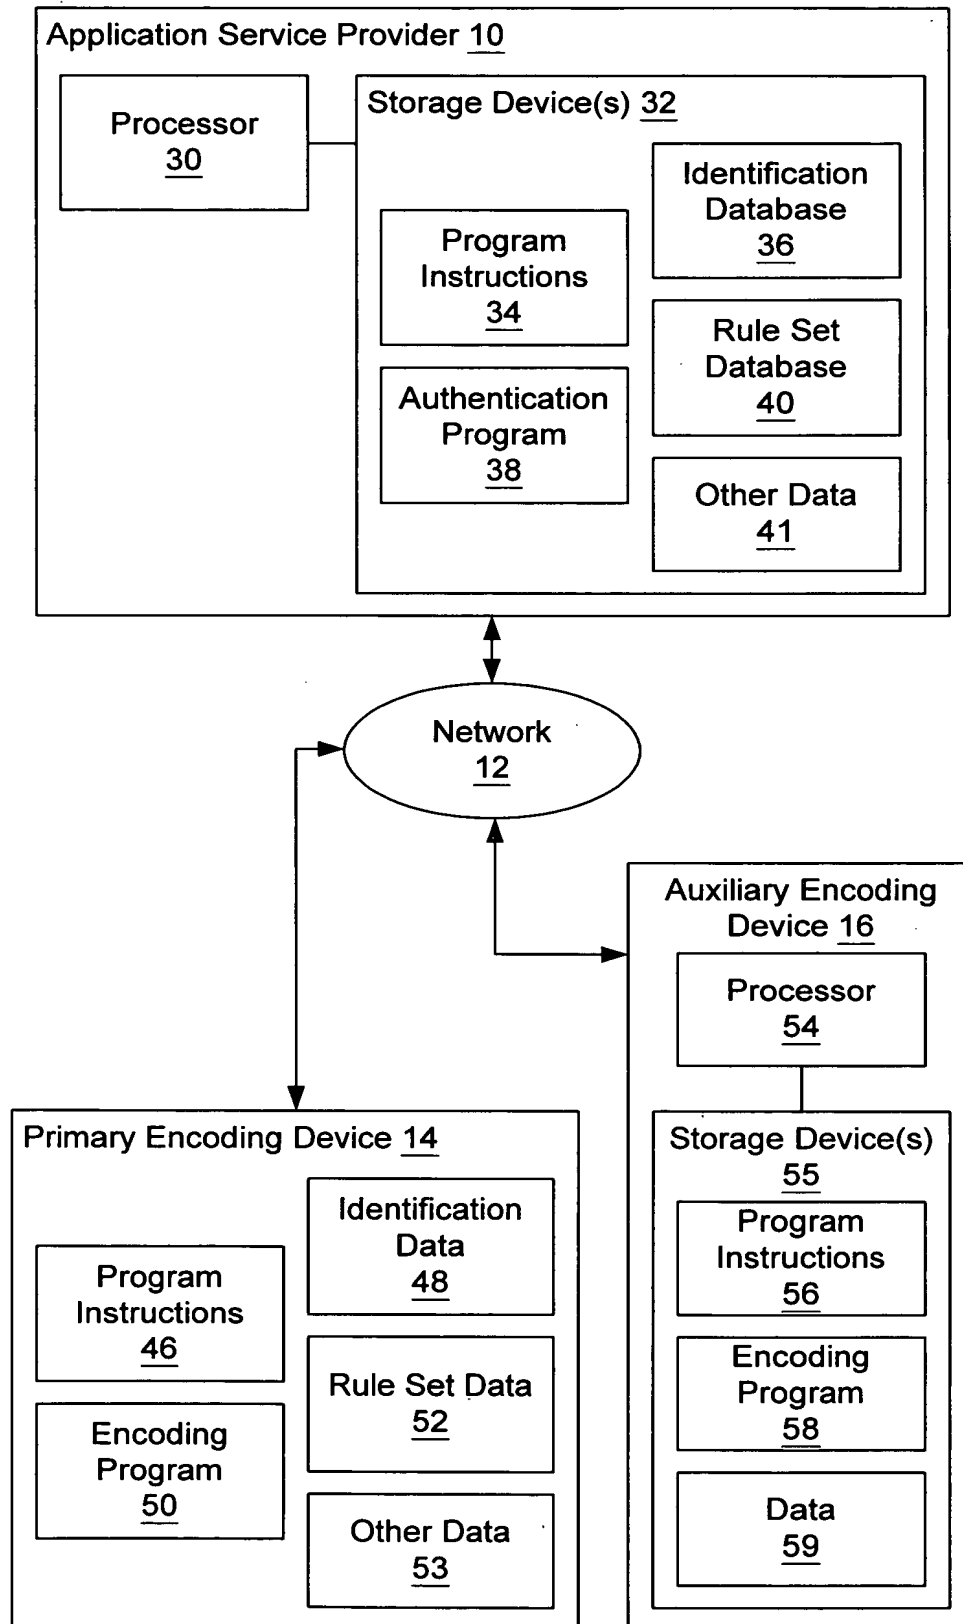 Application Service Provider 10
Processor
30
Storage Device(s) 32
Identification
Database
36
Program
Instructions
34
Rule Set
Database
40
Authentication
Program
38
Other Data
41
Network
12
Auxiliary Encoding
Device 16
Processor
54
Storage Device(s)
55
Program
Instructions
56
Encoding
Program
58
Data
59
Primary Encoding Device 14
Identification
Data
48
Program
Instructions
46
Rule Set Data
52
Encoding
Program
50
Other Data
53